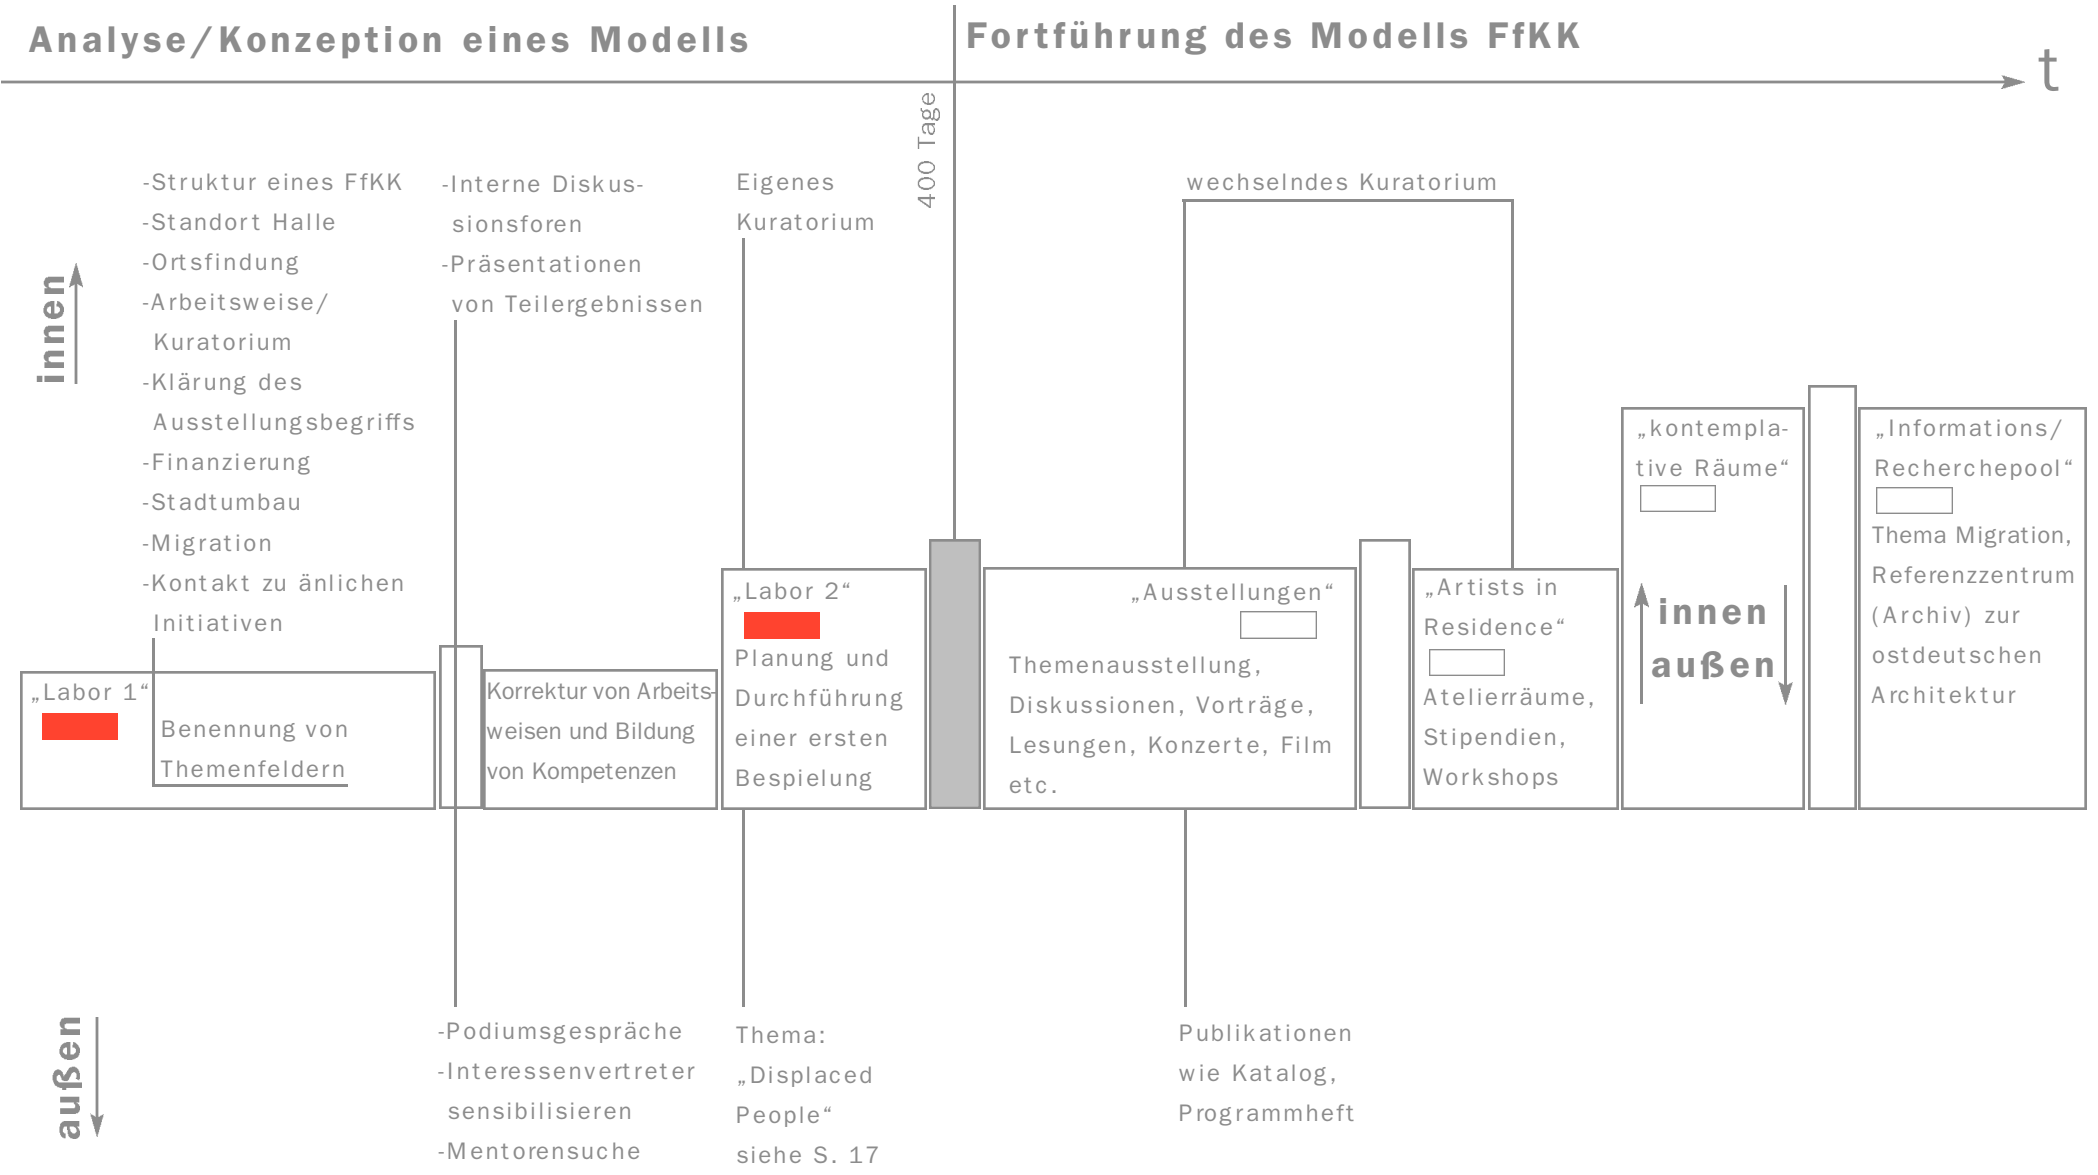 Analyse/Konzeption eines Modells
Fortführung des Modells FfKK
t
400 Tage
innen
-Struktur eines FfKK
-Standort Halle
-Ortsfindung
-Arbeitsweise/
Kuratorium
-Klärung des
Ausstellungsbegriffs
-Finanzierung
-Stadtumbau
-Migration
-Kontakt zu änlichen
Initiativen
-Interne Diskus-
sionsforen
-Präsentationen
von Teilergebnissen
Eigenes
Kuratorium
wechselndes Kuratorium
„Labor 1“
Benennung von
Themenfeldern
Korrektur von Arbeits-
weisen und Bildung
von Kompetenzen
„Labor 2“
Planung und
Durchführung
einer ersten
Bespielung
„Ausstellungen“
Themenausstellung,
Diskussionen, Vorträge,
Lesungen, Konzerte, Film
etc.
„Artists in
Residence“
Atelierräume,
Stipendien,
Workshops
„kontempla-
tive Räume“
innen
außen
„Informations/
Recherchepool“
Thema Migration,
Referenzzentrum
(Archiv) zur
ostdeutschen
Architektur
außen
-Podiumsgespräche
-Interessenvertreter
sensibilisieren
-Mentorensuche
Thema:
„Displaced
People“
siehe S. 17
Publikationen
wie Katalog,
Programmheft